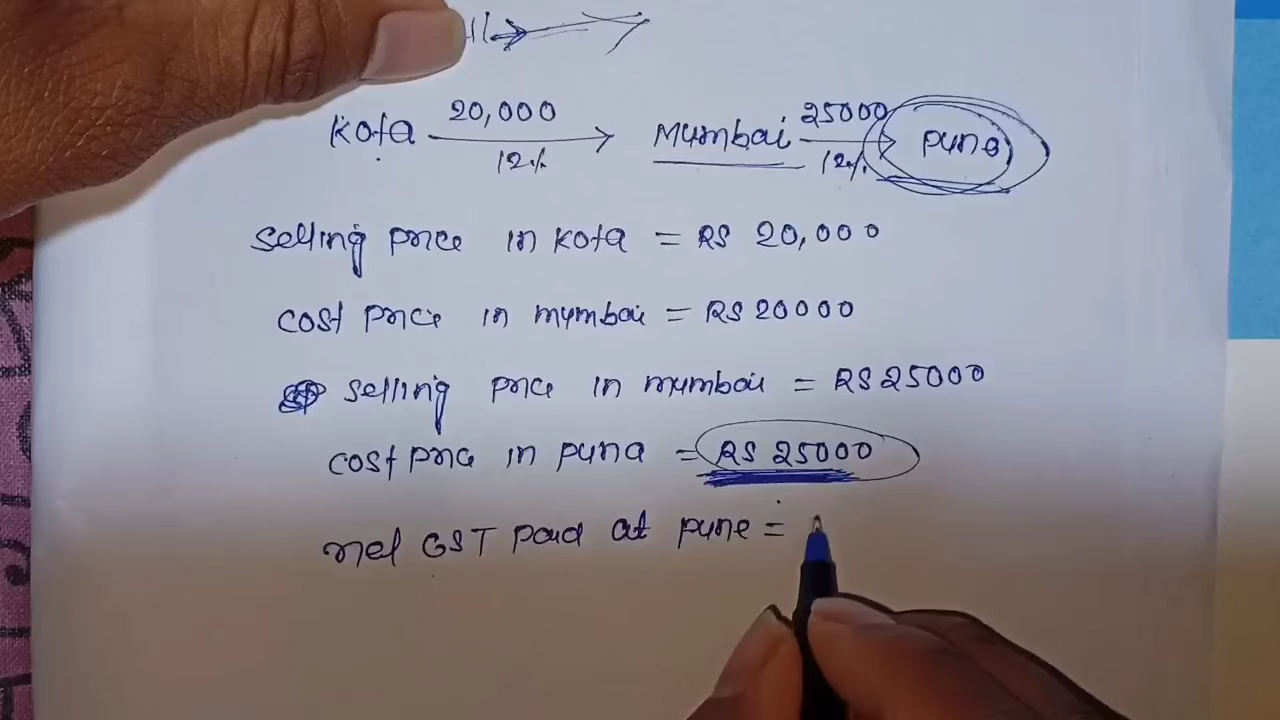 Kota 20,000 12% Mumbai 25000 12% Pune
Selling price in Kota = RS 20,000
cost price in mumbai = RS 20000
selling price in mumbai = RS 25000
cost price in puna = RS 25000
net GST paid at pune =